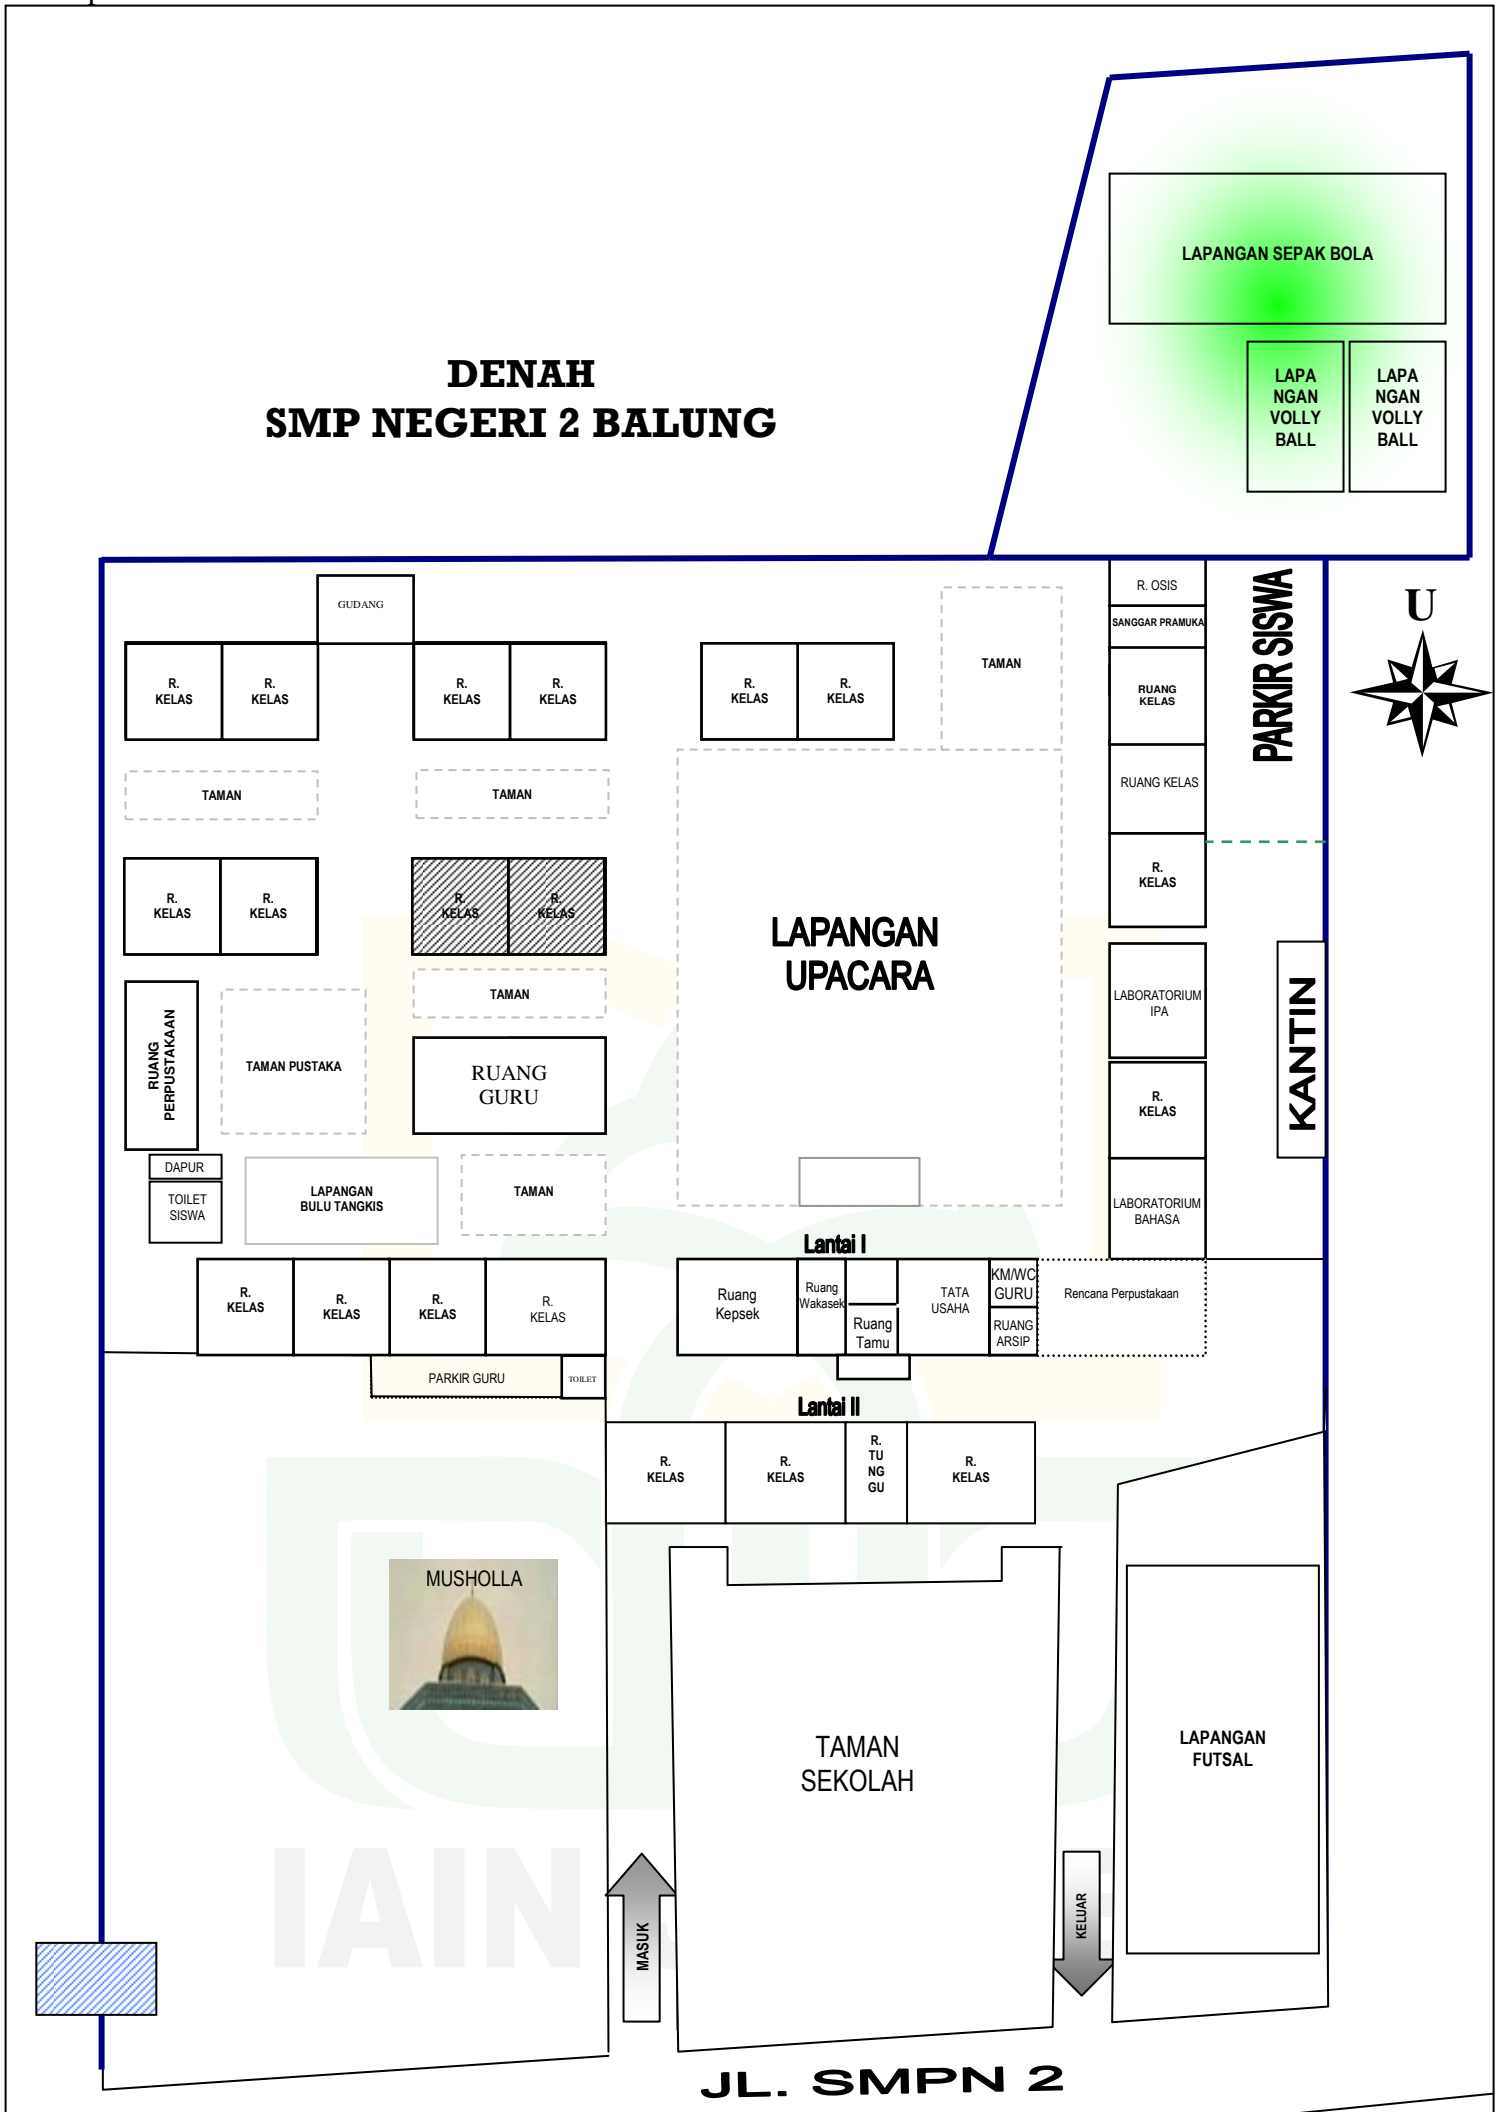 LAPANGAN SEPAK BOLA
LAPA
NGAN
VOLLY
BALL
LAPA
NGAN
VOLLY
BALL
DENAH
SMP NEGERI 2 BALUNG
U
PARKIR SISWA
R. OSIS
SANGGAR PRAMUKA
RUANG
KELAS
RUANG KELAS
R.
KELAS
GUDANG
R.
KELAS
R.
KELAS
R.
KELAS
R.
KELAS
R.
KELAS
R.
KELAS
TAMAN
TAMAN
TAMAN
R.
KELAS
R.
KELAS
R.
KELAS
R.
KELAS
LAPANGAN
UPACARA
TAMAN
RUANG
PERPUSTAKAAN
TAMAN PUSTAKA
RUANG
GURU
LABORATORIUM
IPA
KANTIN
R.
KELAS
LABORATORIUM
BAHASA
DAPUR
TOILET
SISWA
LAPANGAN
BULU TANGKIS
TAMAN
Lantai I
R.
KELAS
R.
KELAS
R.
KELAS
R.
KELAS
Ruang
Kepsek
Ruang
Wakasek
Ruang
Tamu
TATA
USAHA
KM/WC
GURU
RUANG
ARSIP
Rencana Perpustakaan
PARKIR GURU
TOILET
Lantai II
R.
KELAS
R.
KELAS
R.
TU
NG
GU
R.
KELAS
MUSHOLLA
TAMAN
SEKOLAH
LAPANGAN
FUTSAL
MASUK
KELUAR
IAIN
JL. SMPN 2